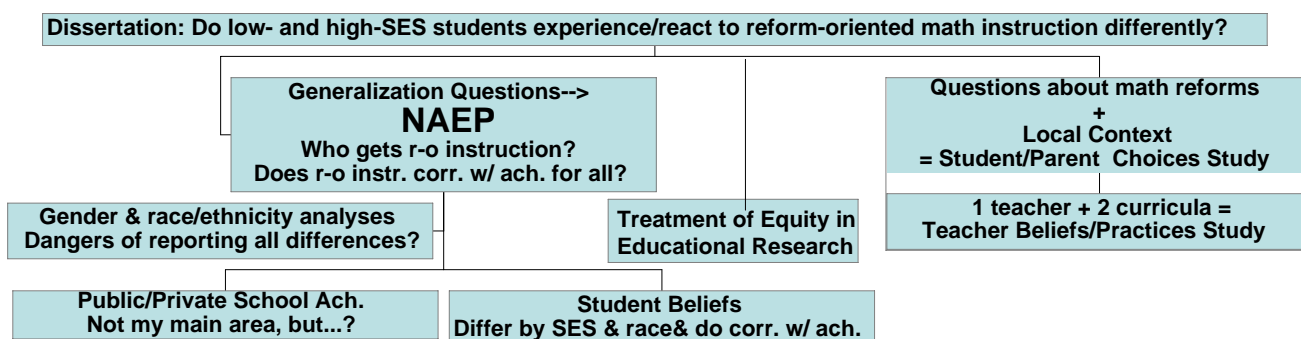 Dissertation: Do low- and high-SES students experience/react to reform-oriented math instruction differently?
Generalization Questions-->
NAEP
Who gets r-o instruction?
Does r-o instr. corr. w/ ach. for all?
Questions about math reforms
+
Local Context
= Student/Parent Choices Study
Gender & race/ethnicity analyses
Dangers of reporting all differences?
Treatment of Equity in
Educational Research
1 teacher + 2 curricula =
Teacher Beliefs/Practices Study
Public/Private School Ach.
Not my main area, but...?
Student Beliefs
Differ by SES & race& do corr. w/ ach.